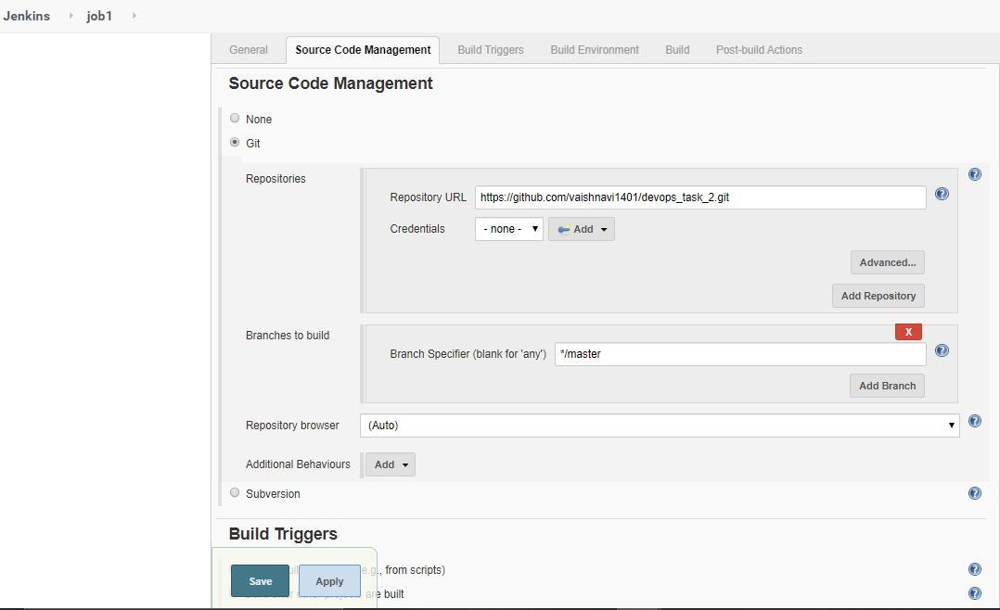 Jenkins job1
General Source Code Management Build Triggers Build Environment Build Post-build Actions
Source Code Management
None
Git
Repositories
Repository URL https://github.com/vaishnavi1401/devops_task_2.git
Credentials - none - Add
Advanced...
Add Repository
Branches to build
X
Branch Specifier (blank for 'any') */master
Add Branch
Repository browser (Auto)
Additional Behaviours Add
Subversion
Build Triggers
(e.g., from scripts)
Save Apply
are built